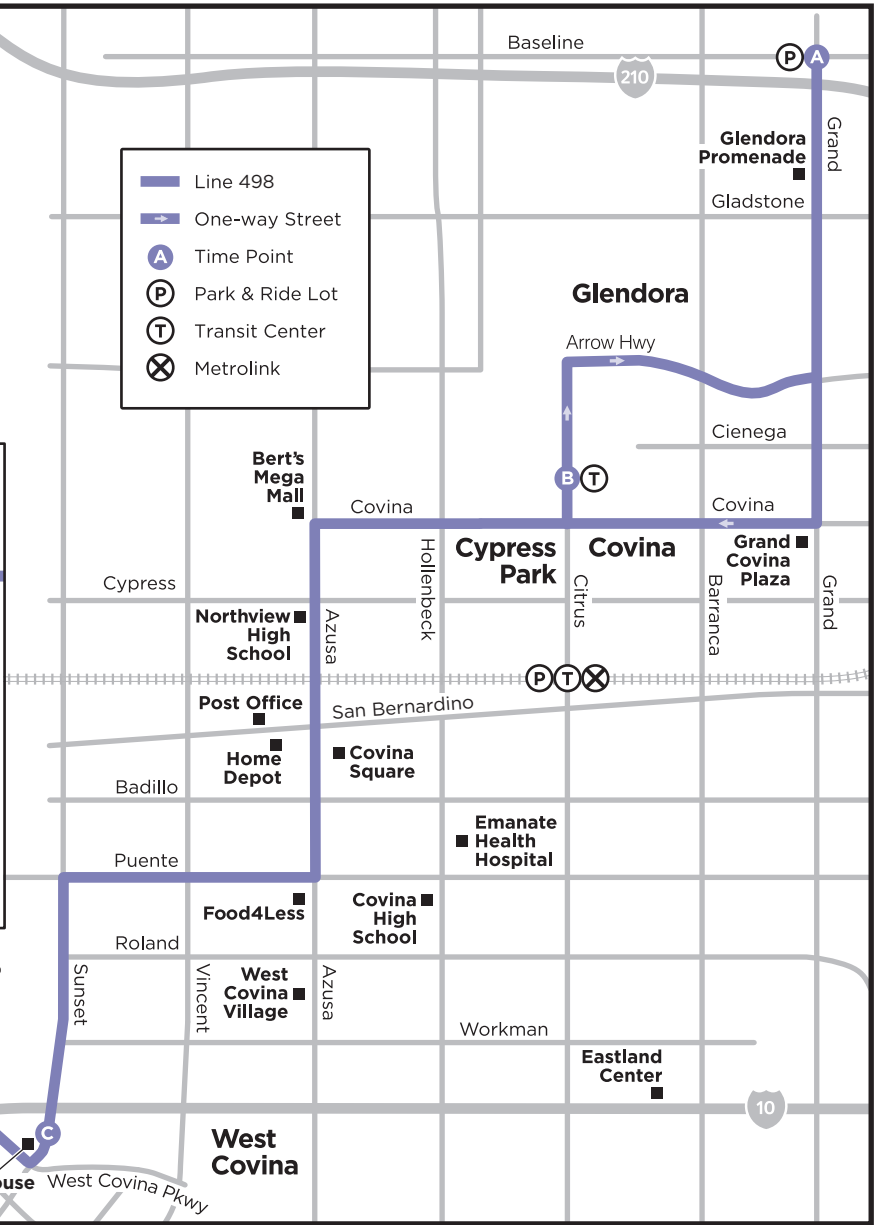 Baseline
P
A
210
Grand
Glendora
Promenade
Line 498
One-way Street
A
Time Point
P
Park & Ride Lot
T
Transit Center
Metrolink
Gladstone
Glendora
Arrow Hwy
Cienega
Bert's
Mega
Mall
B
T
Covina
Covina
Cypress
Park
Covina
Grand
Covina
Plaza
Hollenbeck
Citrus
Barranca
Grand
Cypress
Northview
High
School
Azusa
P
T
Post Office
San Bernardino
Home
Depot
Covina
Square
Badillo
Emanate
Health
Hospital
Puente
Food4Less
Covina
High
School
Roland
Sunset
Vincent
West
Covina
Village
Azusa
Workman
Eastland
Center
10
C
West
Covina
ouse
West Covina Pkwy